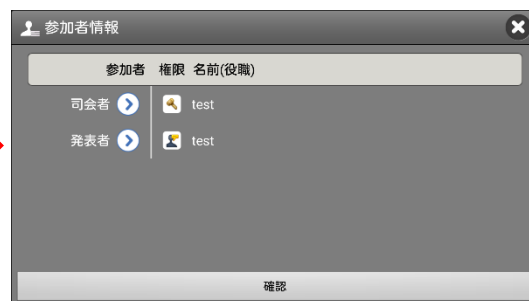 参加者情報
参加者 権限 名前(役職)
司会者 test
発表者 test
確認